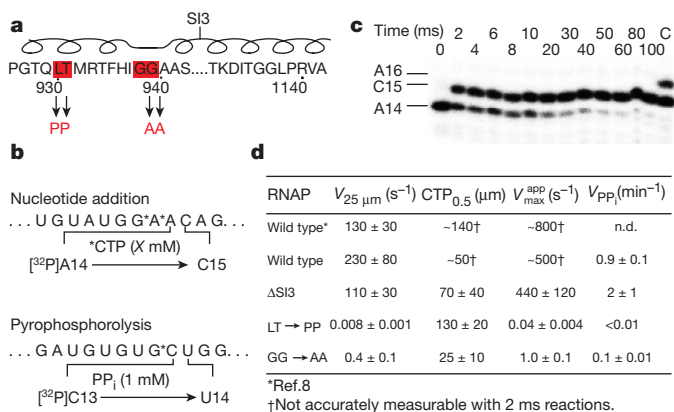 a
SI3
PGTQLTMRTFHIGGAAS....TKDITGGLPRVA
930 940 1140
PP AA
b
Nucleotide addition
. . . U G U A U G G*A*A C A G. . .
*CTP (X mM)
[³²P]A14 C15
Pyrophosphorolysis
. . . G A U G U G U G*C U G G. . .
PPi (1 mM)
[³²P]C13 U14
c
Time (ms) 2 6 10 20 40 60 80 C
0 4 8 12 20 30 50 100
A16
C15
A14
d
RNAP V25 μm (s⁻¹) CTP0.5 (μm) Vmax^app (s⁻¹) VPPi (min⁻¹)
Wild type* 130 ± 30 ~140† ~800† n.d.
Wild type 230 ± 80 ~50† ~500† 0.9 ± 0.1
ΔSI3 110 ± 30 70 ± 40 440 ± 120 2 ± 1
LT → PP 0.008 ± 0.001 130 ± 20 0.04 ± 0.004 <0.01
GG → AA 0.4 ± 0.1 25 ± 10 1.0 ± 0.1 0.1 ± 0.01
*Ref.8
†Not accurately measurable with 2 ms reactions.